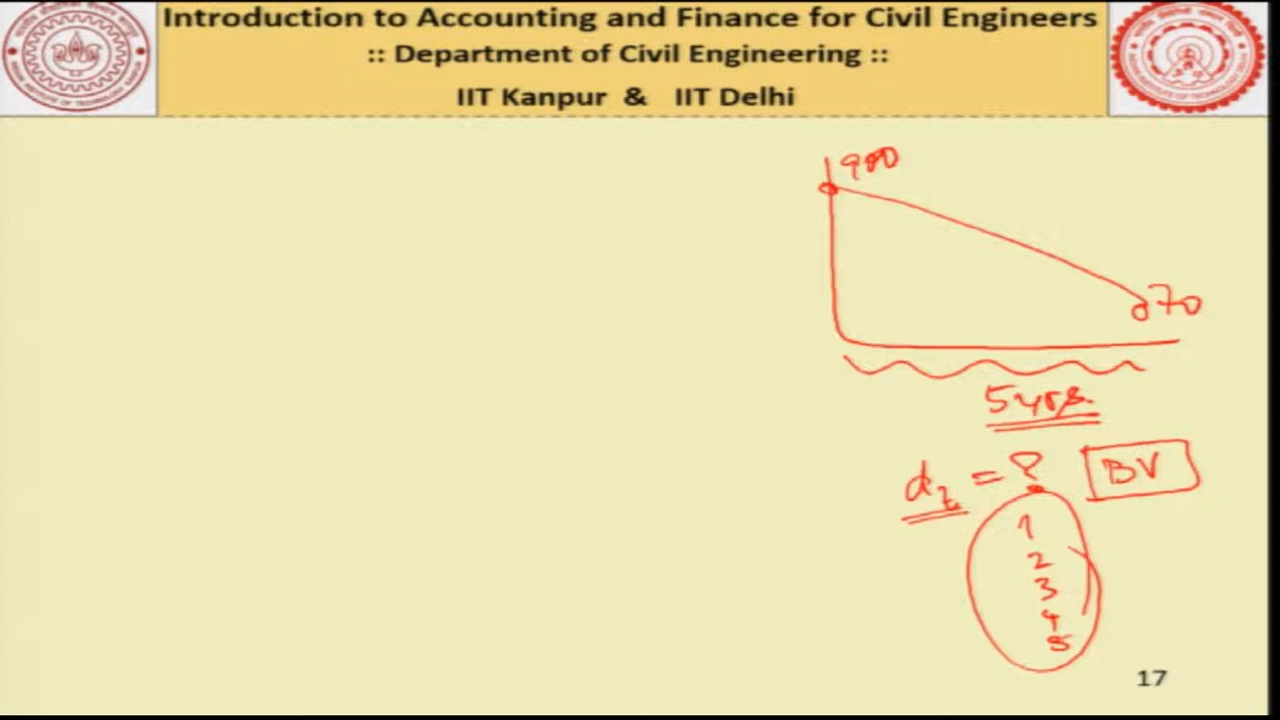 Introduction to Accounting and Finance for Civil Engineers
:: Department of Civil Engineering ::
IIT Kanpur & IIT Delhi
900
70
5 yrs.
dt = ? BV
1
2
3
4
5
17